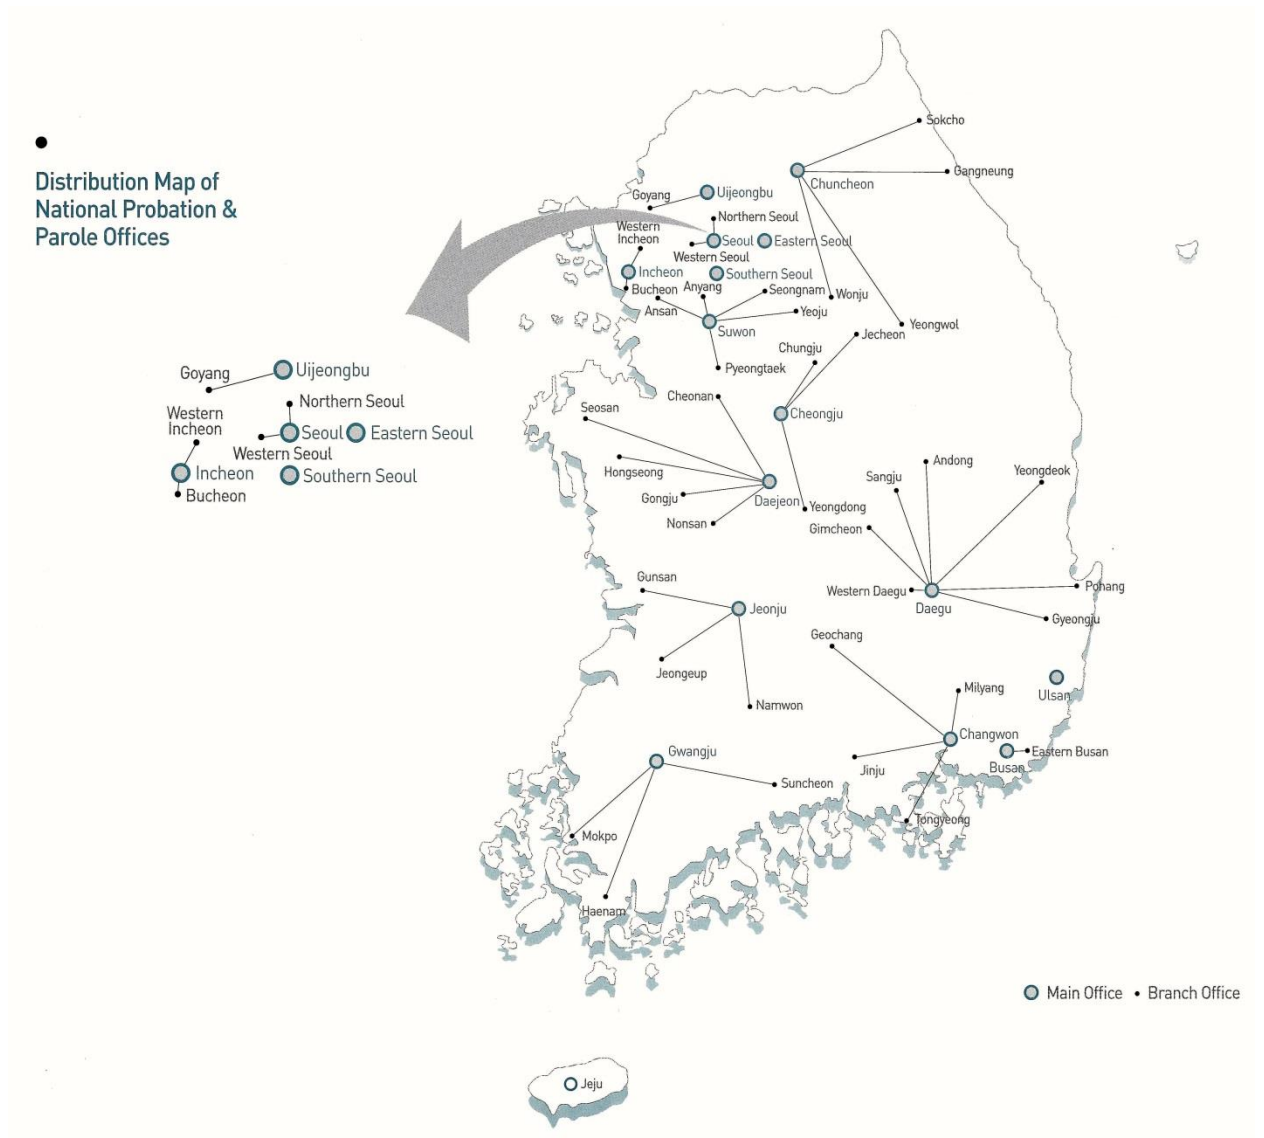 Distribution Map of
National Probation &
Parole Offices
Sokcho
Gangneung
Chuncheon
Goyang
Uijeongbu
Northern Seoul
Western
Incheon
Seoul
Eastern Seoul
Western Seoul
Incheon
Southern Seoul
Bucheon
Anyang
Seongnam
Wonju
Ansan
Yeoju
Suwon
Yeongwol
Jecheon
Chungju
Pyeongtaek
Goyang
Uijeongbu
Northern Seoul
Western
Incheon
Seoul
Eastern Seoul
Western Seoul
Incheon
Southern Seoul
Bucheon
Cheonan
Seosan
Cheongju
Hongseong
Gongju
Daejeon
Nonsan
Yeongdong
Andong
Sangju
Yeongdeok
Gimcheon
Gunsan
Jeonju
Western Daegu
Daegu
Pohang
Gyeongju
Geochang
Jeongeup
Namwon
Milyang
Ulsan
Changwon
Gwangju
Eastern Busan
Busan
Jinju
Suncheon
Tongyeong
Mokpo
Haenam
Main Office
Branch Office
Jeju